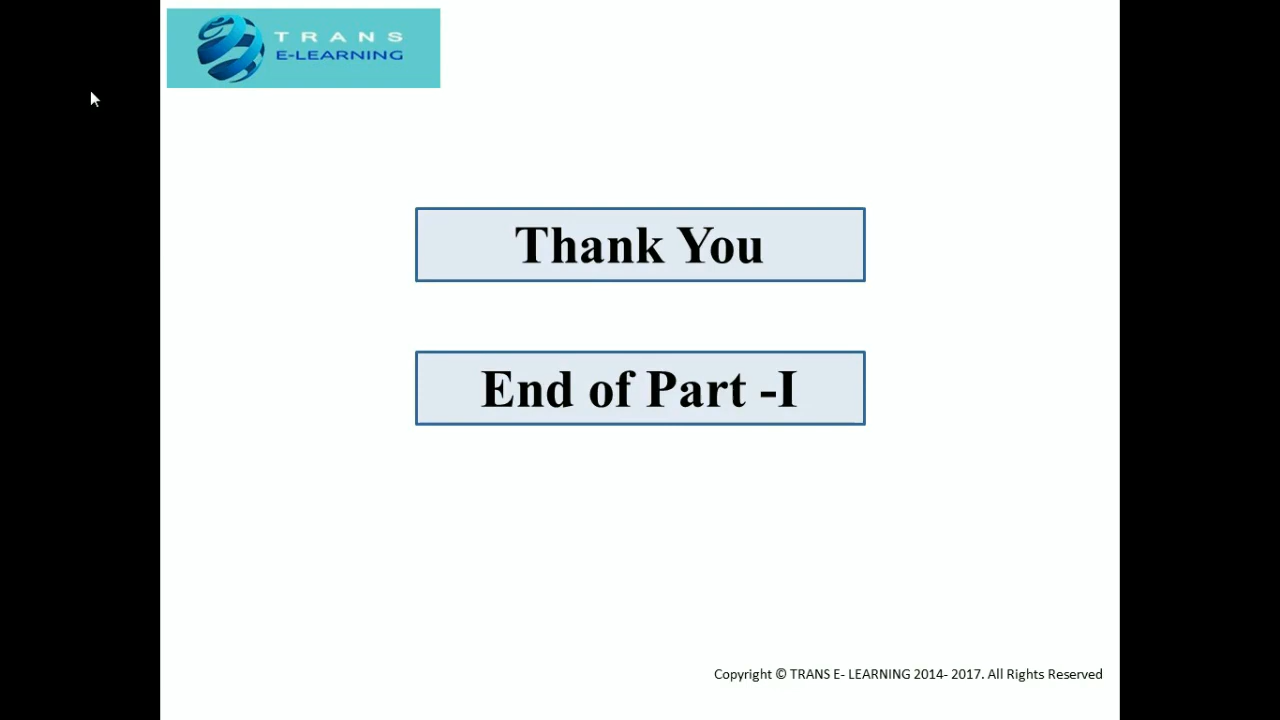 TRANS
E-LEARNING
Thank You
End of Part -I
Copyright © TRANS E- LEARNING 2014- 2017. All Rights Reserved